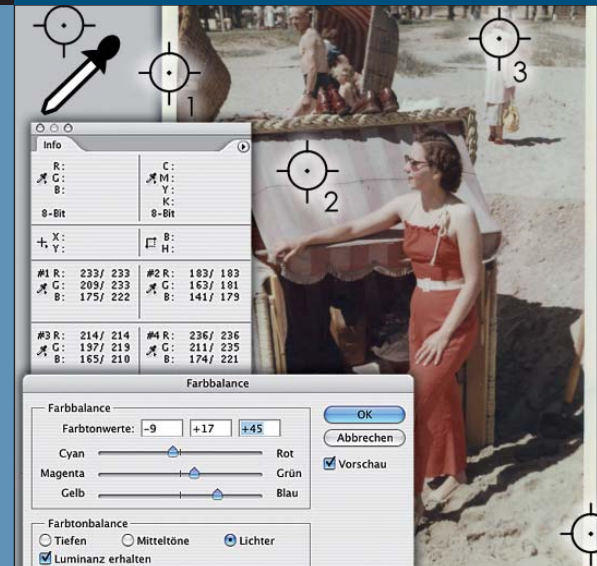 1
3
2
Info
R:
G:
B:
8-Bit
C:
M:
Y:
K:
8-Bit
X:
Y:
B:
H:
#1 R: 233/ 233
G: 209/ 233
B: 175/ 222
#2 R: 183/ 183
G: 163/ 181
B: 141/ 179
#3 R: 214/ 214
G: 197/ 219
B: 165/ 210
#4 R: 236/ 236
G: 211/ 235
B: 174/ 221
Farbbalance
Farbbalance
Farbtonwerte: -9 +17 +45
Cyan Rot
Magenta Grün
Gelb Blau
Farbtonbalance
Tiefen Mitteltöne Lichter
Luminanz erhalten
OK
Abbrechen
Vorschau